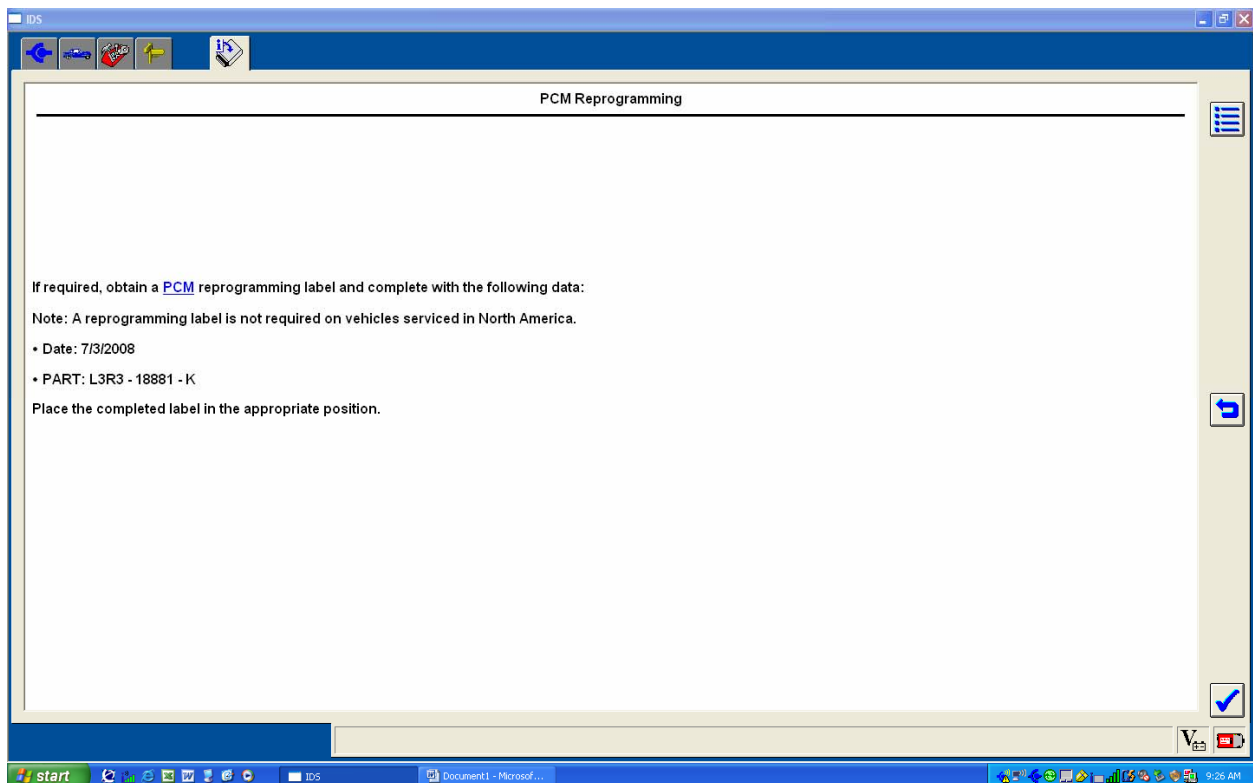 IDS
PCM Reprogramming
If required, obtain a PCM reprogramming label and complete with the following data:
Note: A reprogramming label is not required on vehicles serviced in North America.
• Date: 7/3/2008
• PART: L3R3 - 18881 - K
Place the completed label in the appropriate position.
V
start IDS Document1 - Microsof... 9:26 AM